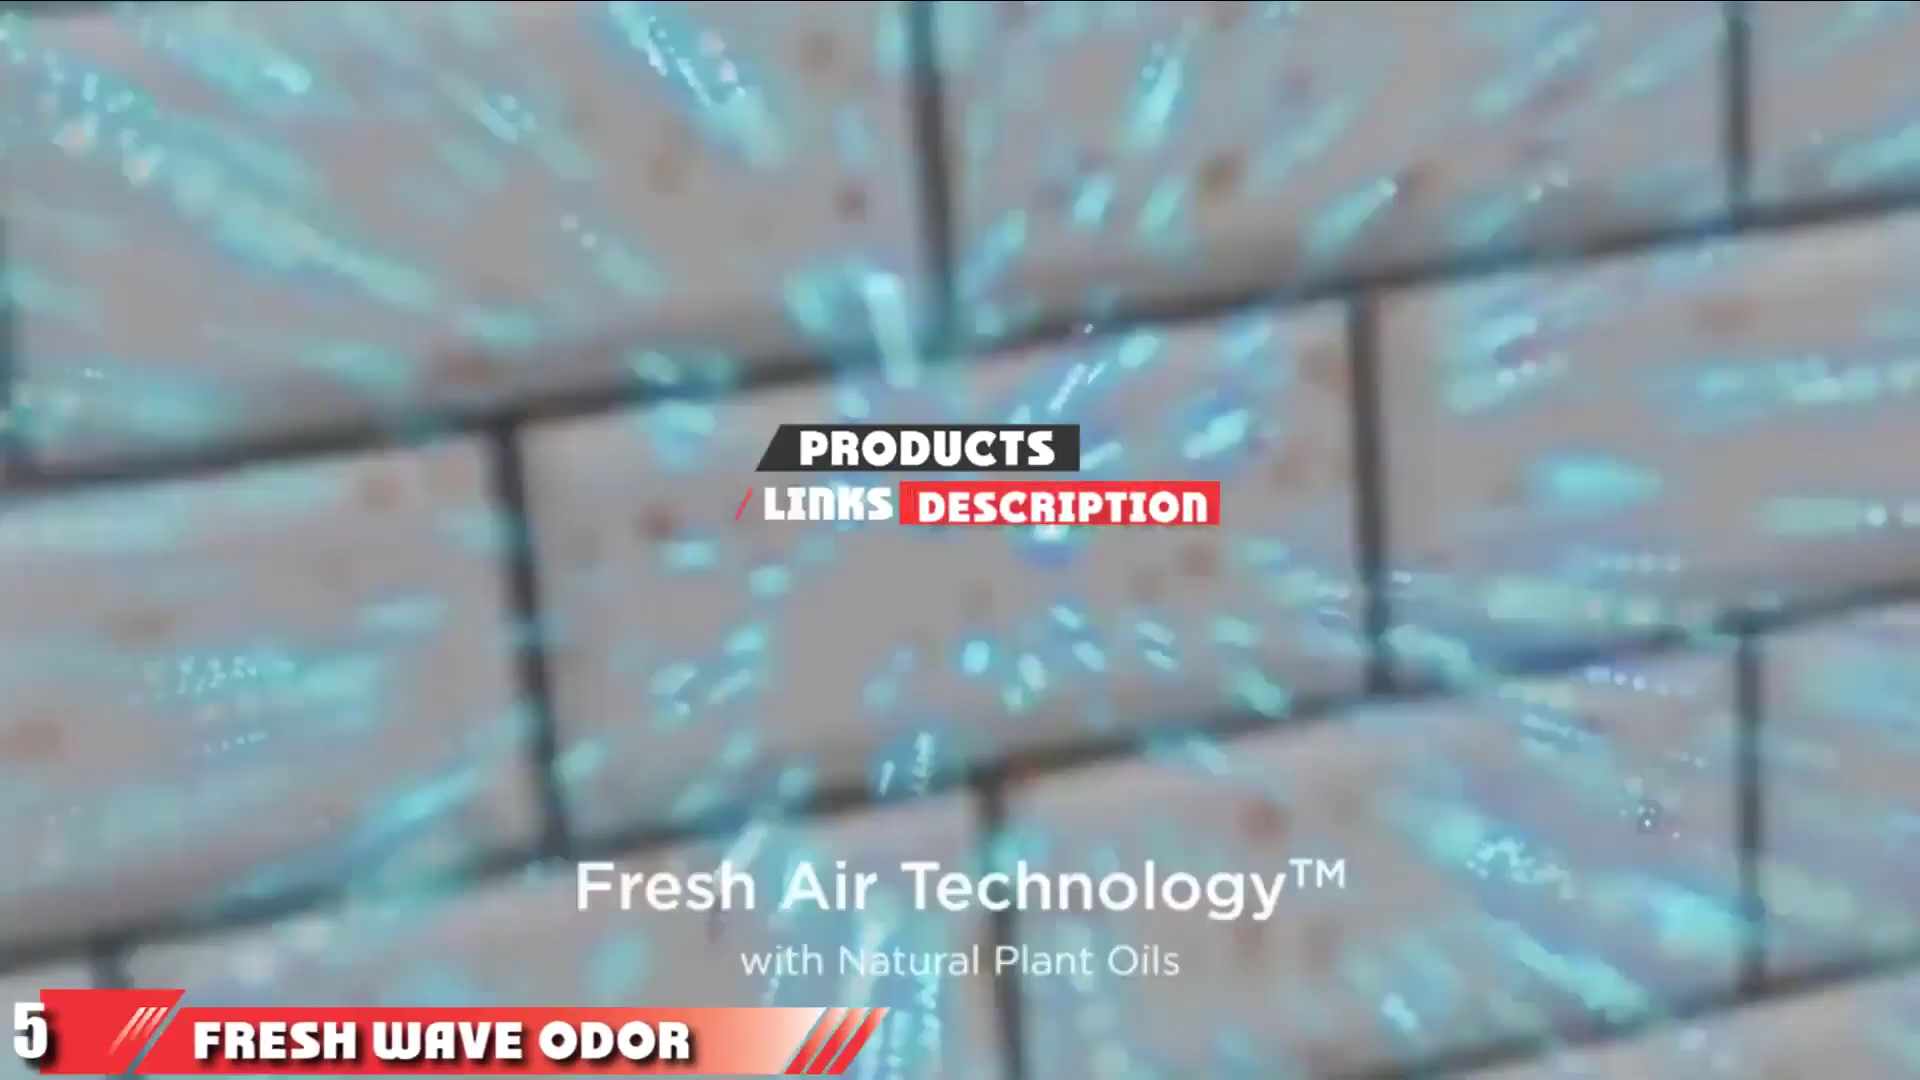 PRODUCTS
LINKS DESCRIPTION
Fresh Air Technology™
with Natural Plant Oils
5 FRESH WAVE ODOR